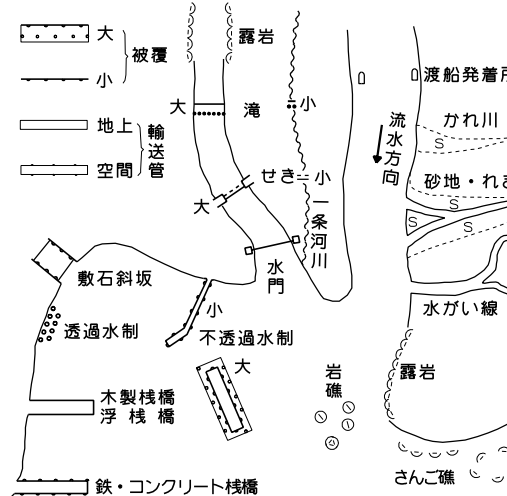 大
被覆
小
地上
輸送管
空間
露岩
大
滝
小
せき
小
大
一条河川
水門
渡船発着所
流水方向
かれ川
S
砂地・れき
S
S
S
水がい線
敷石斜坂
小
透過水制
不透過水制
大
木製桟橋
浮桟橋
鉄・コンクリート桟橋
岩礁
露岩
さんご礁